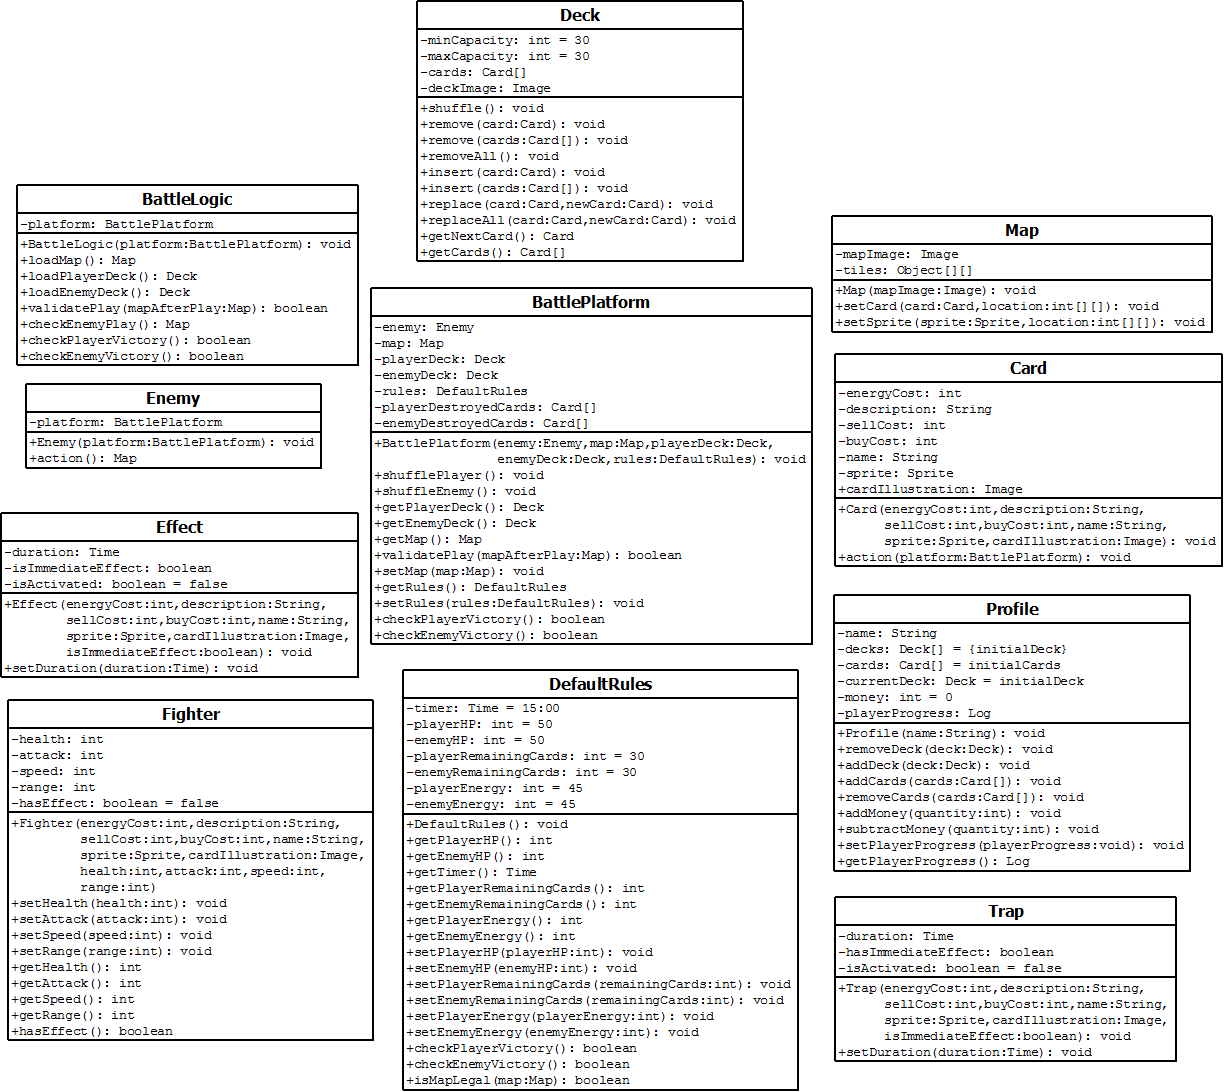 Deck
-minCapacity: int = 30
-maxCapacity: int = 30
-cards: Card[]
-deckImage: Image
+shuffle(): void
+remove(card:Card): void
+remove(cards:Card[]): void
+removeAll(): void
+insert(card:Card): void
+insert(cards:Card[]): void
+replace(card:Card,newCard:Card): void
+replaceAll(card:Card,newCard:Card): void
+getNextCard(): Card
+getCards(): Card[]
BattleLogic
-platform: BattlePlatform
+BattleLogic(platform:BattlePlatform): void
+loadMap(): Map
+loadPlayerDeck(): Deck
+loadEnemyDeck(): Deck
+validatePlay(mapAfterPlay:Map): boolean
+checkEnemyPlay(): Map
+checkPlayerVictory(): boolean
+checkEnemyVictory(): boolean
Map
-mapImage: Image
-tiles: Object[][]
+Map(mapImage:Image): void
+setCard(card:Card,location:int[][]): void
+setSprite(sprite:Sprite,location:int[][]): void
BattlePlatform
-enemy: Enemy
-map: Map
-playerDeck: Deck
-enemyDeck: Deck
-rules: DefaultRules
-playerDestroyedCards: Card[]
-enemyDestroyedCards: Card[]
+BattlePlatform(enemy:Enemy,map:Map,playerDeck:Deck,
enemyDeck:Deck,rules:DefaultRules): void
+shufflePlayer(): void
+shuffleEnemy(): void
+getPlayerDeck(): Deck
+getEnemyDeck(): Deck
+getMap(): Map
+validatePlay(mapAfterPlay:Map): boolean
+setMap(map:Map): void
+getRules(): DefaultRules
+setRules(rules:DefaultRules): void
+checkPlayerVictory(): boolean
+checkEnemyVictory(): boolean
Enemy
-platform: BattlePlatform
+Enemy(platform:BattlePlatform): void
+action(): Map
Card
-energyCost: int
-description: String
-sellCost: int
-buyCost: int
-name: String
-sprite: Sprite
+cardIllustration: Image
+Card(energyCost:int,description:String,
sellCost:int,buyCost:int,name:String,
sprite:Sprite,cardIllustration:Image): void
+action(platform:BattlePlatform): void
Effect
-duration: Time
-isImmediateEffect: boolean
-isActivated: boolean = false
+Effect(energyCost:int,description:String,
sellCost:int,buyCost:int,name:String,
sprite:Sprite,cardIllustration:Image,
isImmediateEffect:boolean): void
+setDuration(duration:Time): void
Profile
-name: String
-decks: Deck[] = {initialDeck}
-cards: Card[] = initialCards
-currentDeck: Deck = initialDeck
-money: int = 0
-playerProgress: Log
+Profile(name:String): void
+removeDeck(deck:Deck): void
+addDeck(deck:Deck): void
+addCards(cards:Card[]): void
+removeCards(cards:Card[]): void
+addMoney(quantity:int): void
+subtractMoney(quantity:int): void
+setPlayerProgress(playerProgress:void): void
+getPlayerProgress(): Log
Fighter
-health: int
-attack: int
-speed: int
-range: int
-hasEffect: boolean = false
+Fighter(energyCost:int,description:String,
sellCost:int,buyCost:int,name:String,
sprite:Sprite,cardIllustration:Image,
health:int,attack:int,speed:int,
range:int)
+setHealth(health:int): void
+setAttack(attack:int): void
+setSpeed(speed:int): void
+setRange(range:int): void
+getHealth(): int
+getAttack(): int
+getSpeed(): int
+getRange(): int
+hasEffect(): boolean
DefaultRules
-timer: Time = 15:00
-playerHP: int = 50
-enemyHP: int = 50
-playerRemainingCards: int = 30
-enemyRemainingCards: int = 30
-playerEnergy: int = 45
-enemyEnergy: int = 45
+DefaultRules(): void
+getPlayerHP(): int
+getEnemyHP(): int
+getTimer(): Time
+getPlayerRemainingCards(): int
+getEnemyRemainingCards(): int
+getPlayerEnergy(): int
+getEnemyEnergy(): int
+setPlayerHP(playerHP:int): void
+setEnemyHP(enemyHP:int): void
+setPlayerRemainingCards(remainingCards:int): void
+setEnemyRemainingCards(remainingCards:int): void
+setPlayerEnergy(playerEnergy:int): void
+setEnemyEnergy(enemyEnergy:int): void
+checkPlayerVictory(): boolean
+checkEnemyVictory(): boolean
+isMapLegal(map:Map): boolean
Trap
-duration: Time
-hasImmediateEffect: boolean
-isActivated: boolean = false
+Trap(energyCost:int,description:String,
sellCost:int,buyCost:int,name:String,
sprite:Sprite,cardIllustration:Image,
isImmediateEffect:boolean): void
+setDuration(duration:Time): void